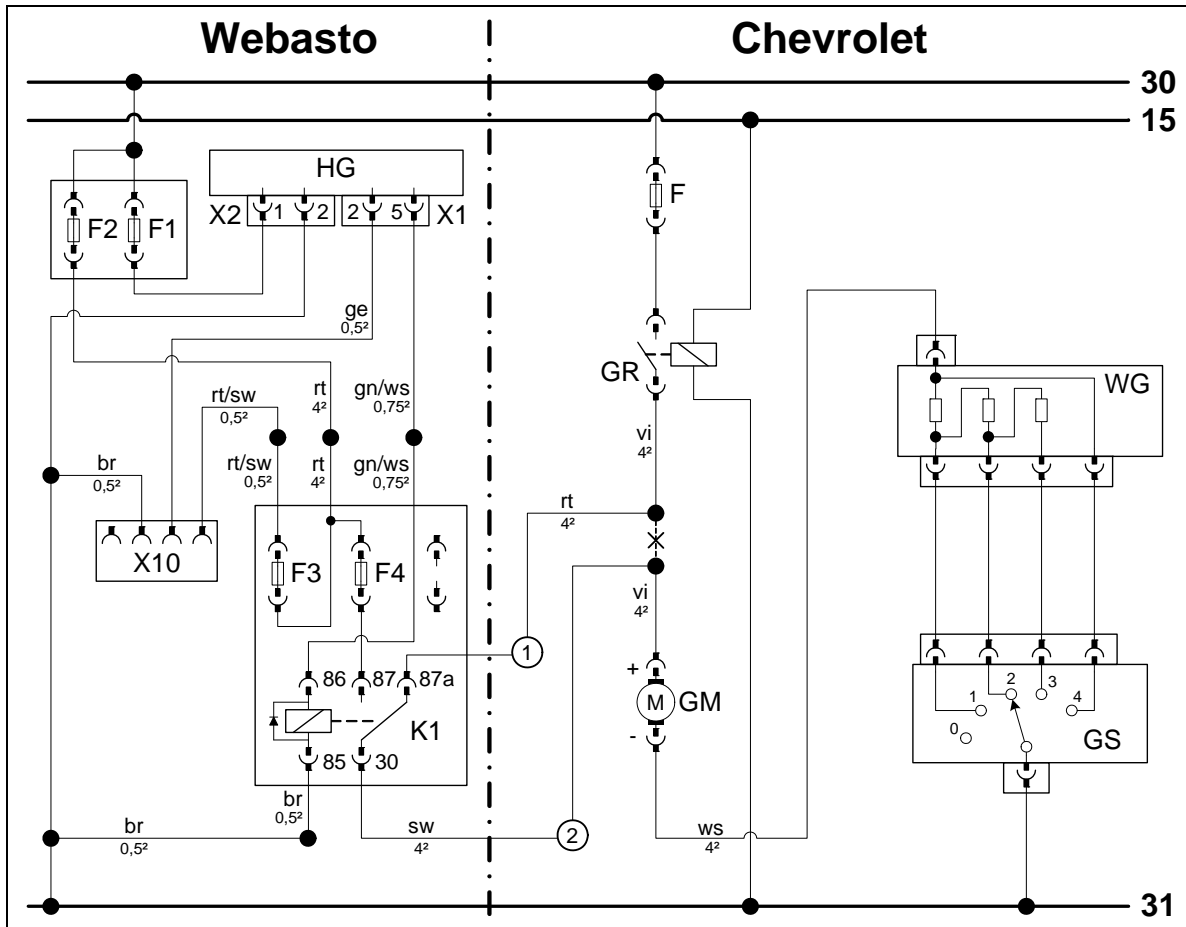 Webasto Chevrolet
30
15
HG
F
X2 1 2 2 5 X1
F2 F1
ge
0,5²
GR
WG
rt/sw
0,5²
rt
4²
gn/ws
0,75²
vi
4²
br
0,5²
rt/sw
0,5²
rt
4²
gn/ws
0,75²
rt
4²
X10
F3 F4
vi
4²
1
86 87 87a
+
M GM
-
K1
85 30
0 1 2 3 4
GS
br
0,5²
br
0,5²
sw
4²
2
ws
4²
31